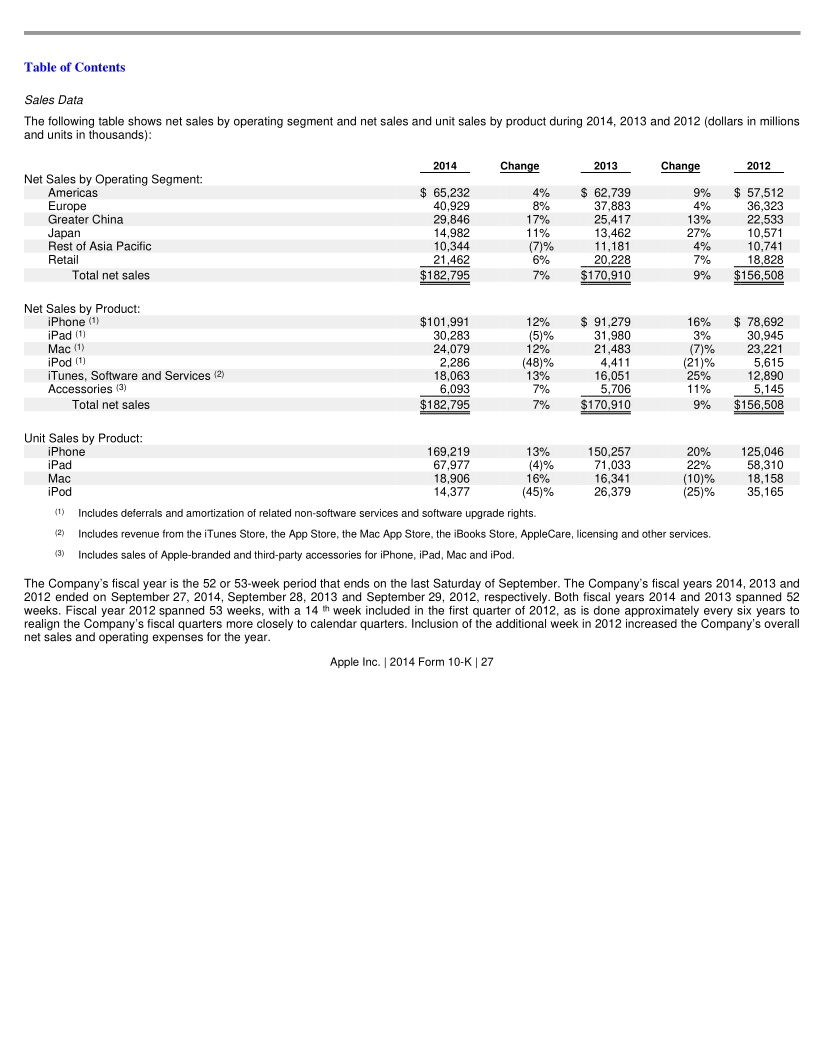 Table of Contents
Sales Data
The following table shows net sales by operating segment and net sales and unit sales by product during 2014, 2013 and 2012 (dollars in millions
and units in thousands):
2014 Change 2013 Change 2012
Net Sales by Operating Segment:
Americas $ 65,232 4% $ 62,739 9% $ 57,512
Europe 40,929 8% 37,883 4% 36,323
Greater China 29,846 17% 25,417 13% 22,533
Japan 14,982 11% 13,462 27% 10,571
Rest of Asia Pacific 10,344 (7)% 11,181 4% 10,741
Retail 21,462 6% 20,228 7% 18,828
Total net sales $182,795 7% $170,910 9% $156,508
Net Sales by Product:
iPhone (1) $101,991 12% $ 91,279 16% $ 78,692
iPad (1) 30,283 (5)% 31,980 3% 30,945
Mac (1) 24,079 12% 21,483 (7)% 23,221
iPod (1) 2,286 (48)% 4,411 (21)% 5,615
iTunes, Software and Services (2) 18,063 13% 16,051 25% 12,890
Accessories (3) 6,093 7% 5,706 11% 5,145
Total net sales $182,795 7% $170,910 9% $156,508
Unit Sales by Product:
iPhone 169,219 13% 150,257 20% 125,046
iPad 67,977 (4)% 71,033 22% 58,310
Mac 18,906 16% 16,341 (10)% 18,158
iPod 14,377 (45)% 26,379 (25)% 35,165
(1) Includes deferrals and amortization of related non-software services and software upgrade rights.
(2) Includes revenue from the iTunes Store, the App Store, the Mac App Store, the iBooks Store, AppleCare, licensing and other services.
(3) Includes sales of Apple-branded and third-party accessories for iPhone, iPad, Mac and iPod.
The Company's fiscal year is the 52 or 53-week period that ends on the last Saturday of September. The Company's fiscal years 2014, 2013 and
2012 ended on September 27, 2014, September 28, 2013 and September 29, 2012, respectively. Both fiscal years 2014 and 2013 spanned 52
weeks. Fiscal year 2012 spanned 53 weeks, with a 14 th week included in the first quarter of 2012, as is done approximately every six years to
realign the Company's fiscal quarters more closely to calendar quarters. Inclusion of the additional week in 2012 increased the Company's overall
net sales and operating expenses for the year.
Apple Inc. | 2014 Form 10-K | 27